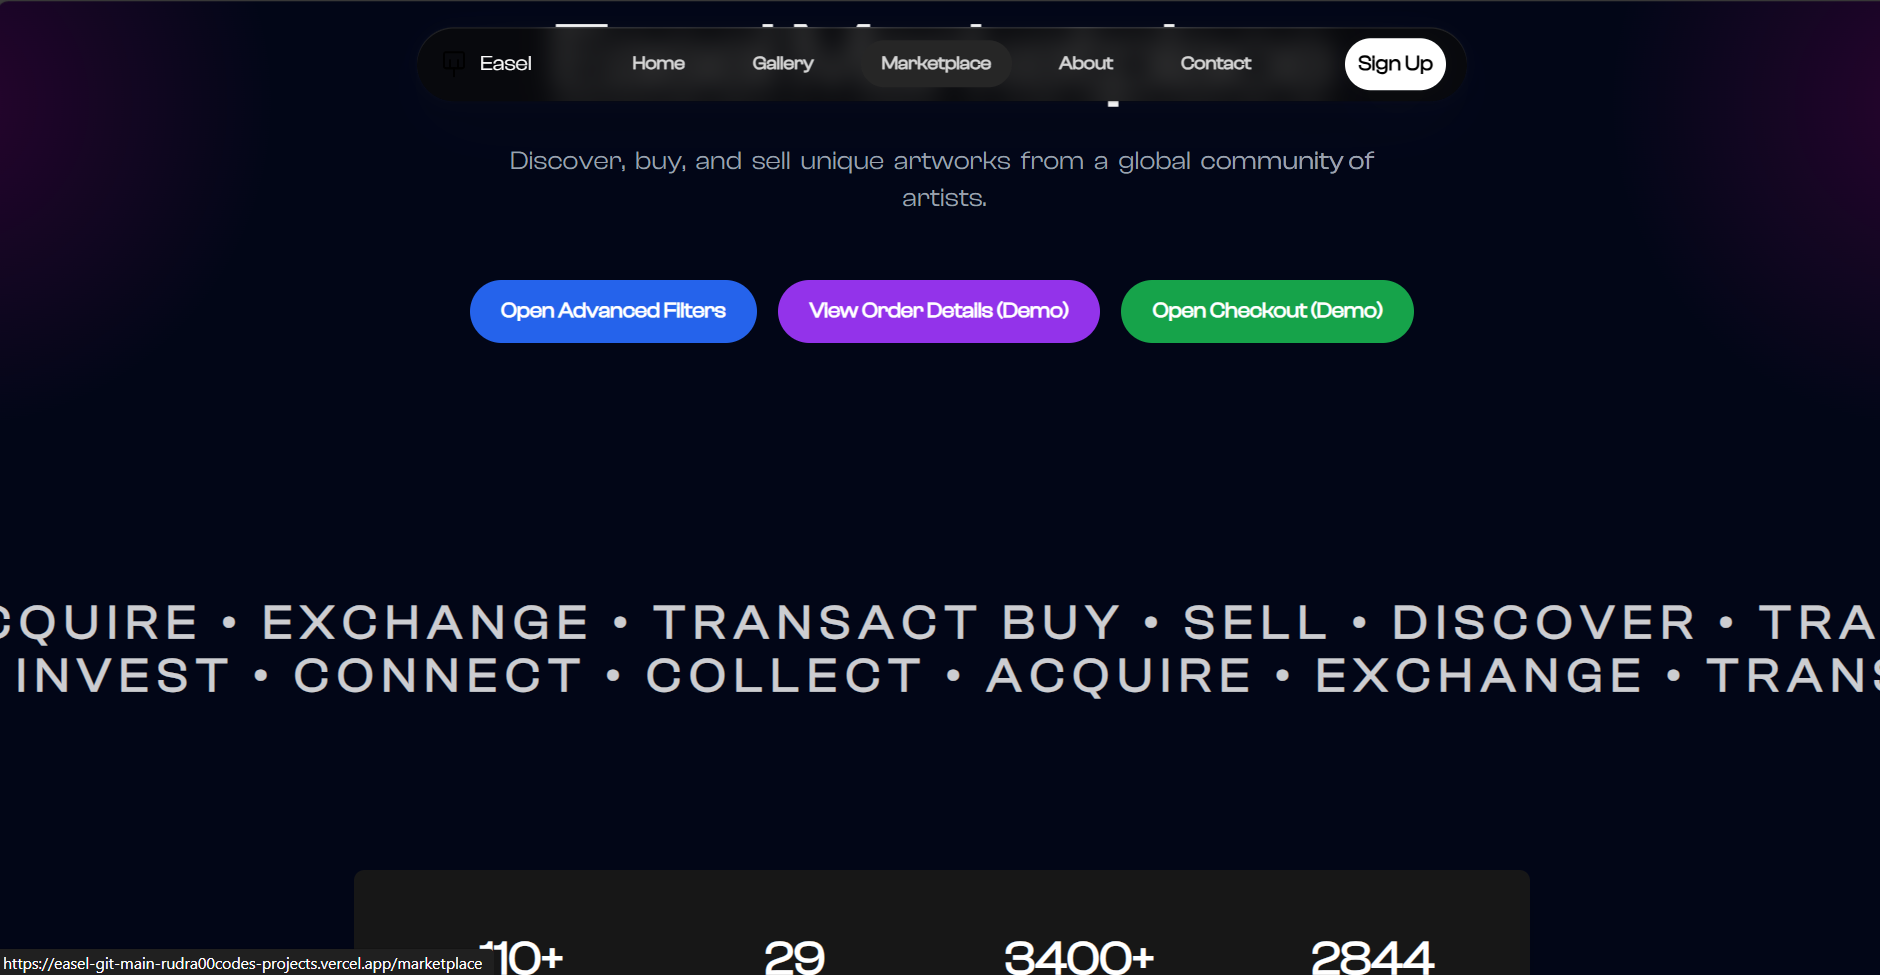 Easel
Home
Gallery
Marketplace
About
Contact
Sign Up
Discover, buy, and sell unique artworks from a global community of
artists.
Open Advanced Filters
View Order Details (Demo)
Open Checkout (Demo)
CQUIRE • EXCHANGE • TRANSACT BUY • SELL • DISCOVER • TRA
INVEST • CONNECT • COLLECT • ACQUIRE • EXCHANGE • TRANS
110+
29
3400+
2844
https://easel-git-main-rudra00codes-projects.vercel.app/marketplace